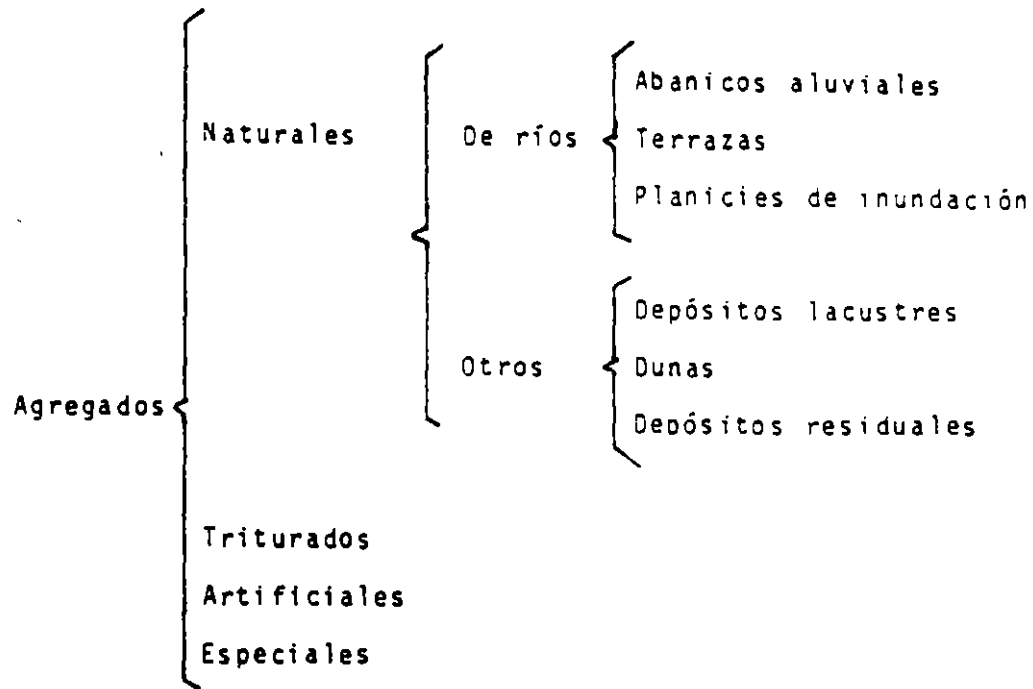 Agregados
Naturales
De ríos
Abanicos aluviales
Terrazas
Planicies de inundación
Otros
Depósitos lacustres
Dunas
Depósitos residuales
Triturados
Artificiales
Especiales